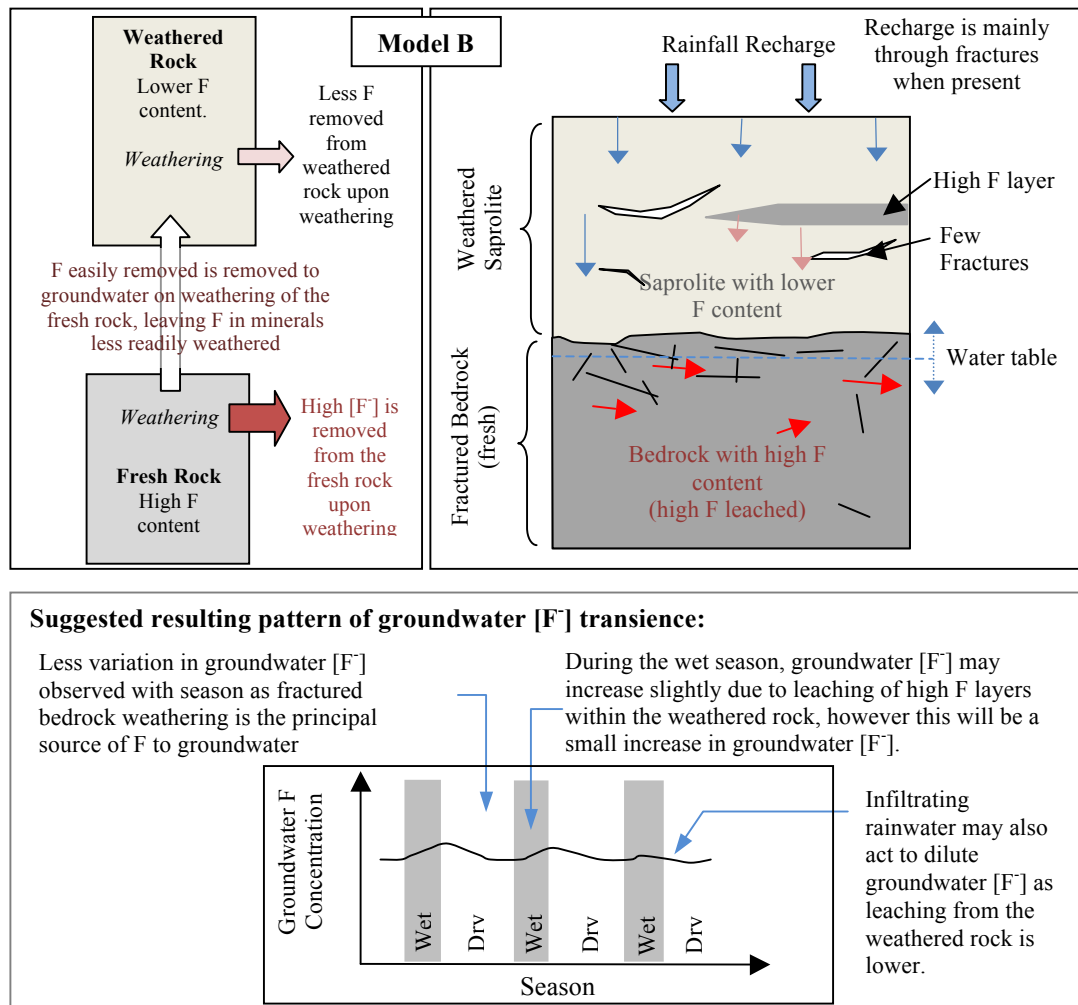 Model B
Weathered
Rock
Lower F
content.
Weathering
Less F
removed
from
weathered
rock upon
weathering
F easily removed is removed to
groundwater on weathering of the
fresh rock, leaving F in minerals
less readily weathered
Weathering
Fresh Rock
High F
content
High [F-] is
removed
from the
fresh rock
upon
weathering
Rainfall Recharge
Recharge is mainly
through fractures
when present
Weathered
Saprolite
High F layer
Few
Fractures
Saprolite with lower
F content
Water table
Fractured Bedrock
(fresh)
Bedrock with high F
content
(high F leached)
Suggested resulting pattern of groundwater [F-] transience:
Less variation in groundwater [F-]
observed with season as fractured
bedrock weathering is the principal
source of F to groundwater
During the wet season, groundwater [F-] may
increase slightly due to leaching of high F layers
within the weathered rock, however this will be a
small increase in groundwater [F-].
Infiltrating
rainwater may also
act to dilute
groundwater [F-] as
leaching from the
weathered rock is
lower.
Groundwater F
Concentration
Wet
Drv
Wet
Drv
Wet
Drv
Season